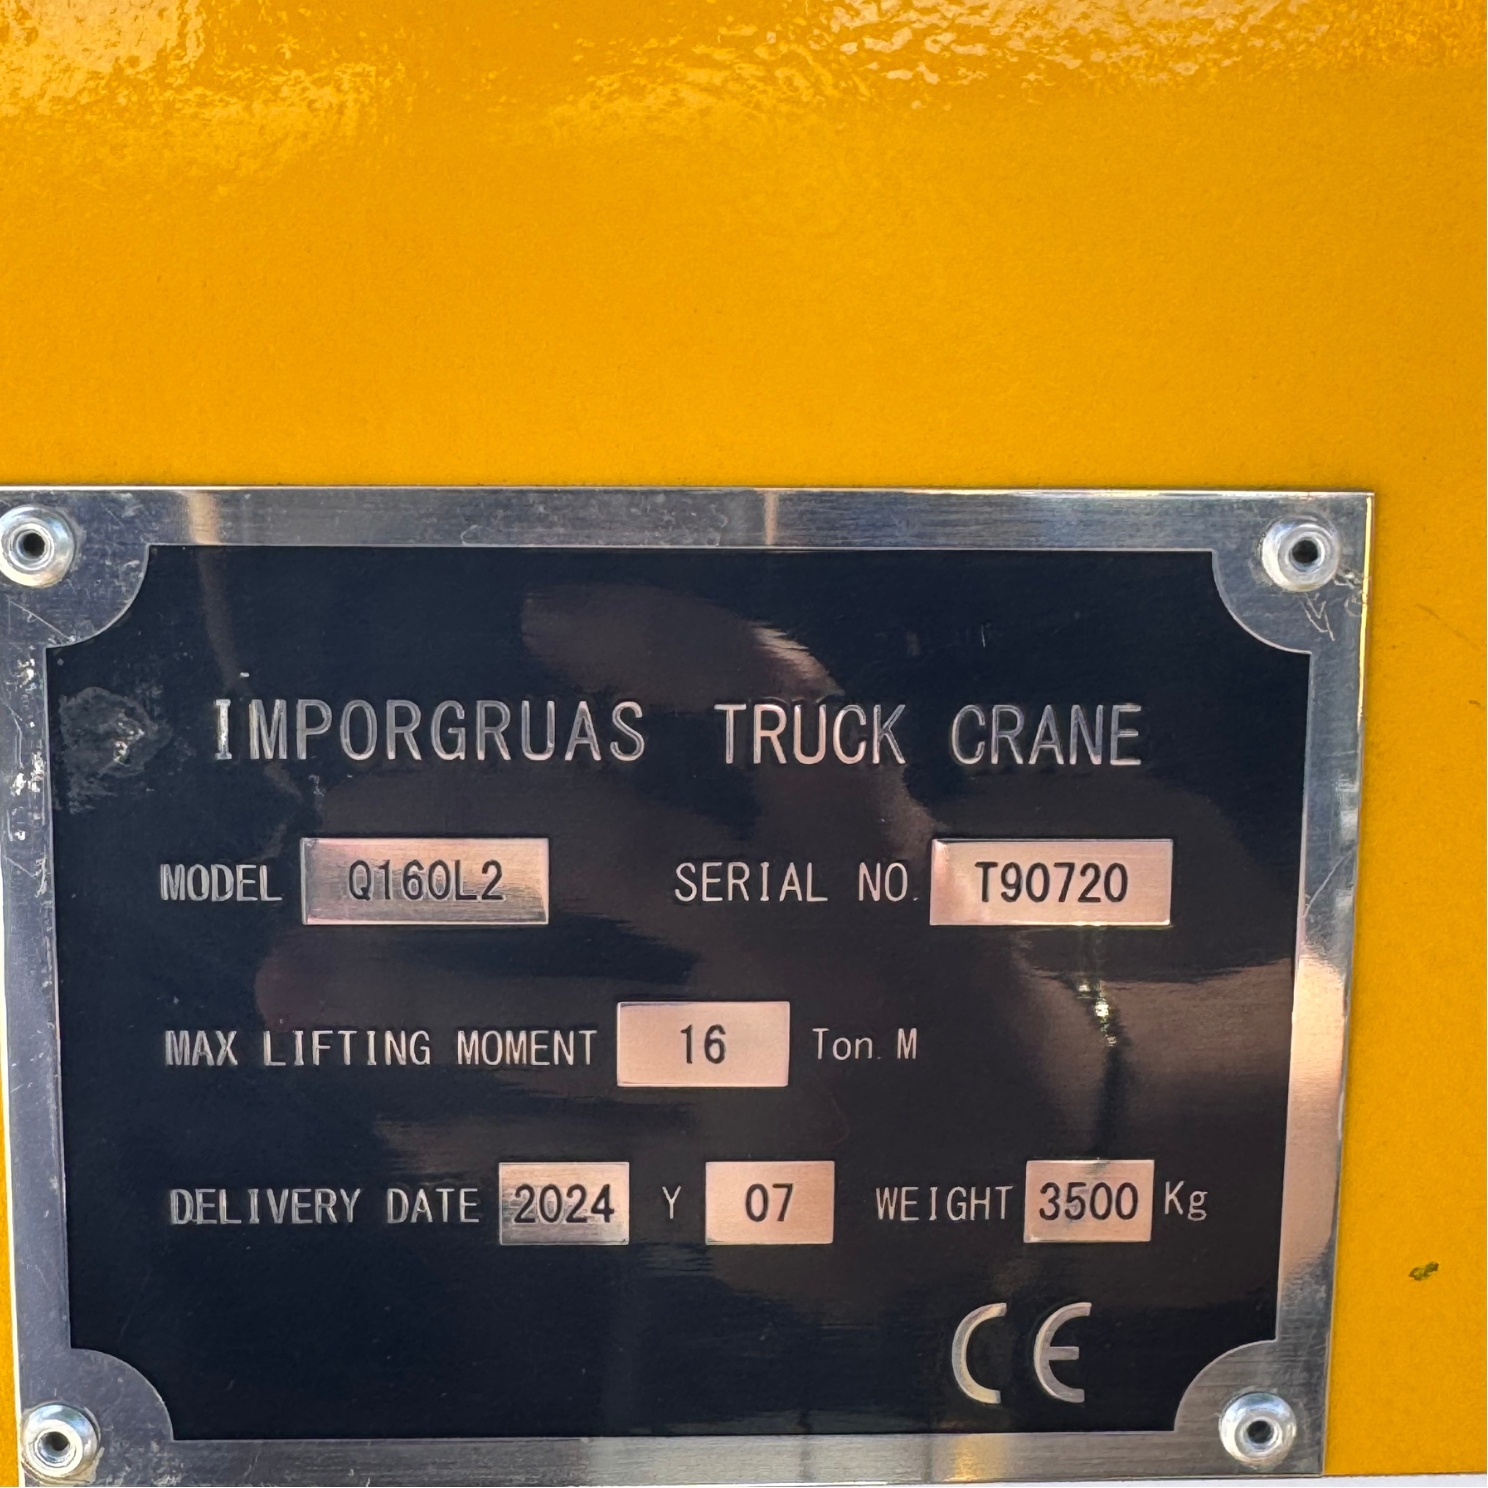 IMPORGRUAS TRUCK CRANE
MODEL Q160L2 SERIAL NO. T90720
MAX LIFTING MOMENT 16 Ton.M
DELIVERY DATE 2024 Y 07 WEIGHT 3500 Kg
CE